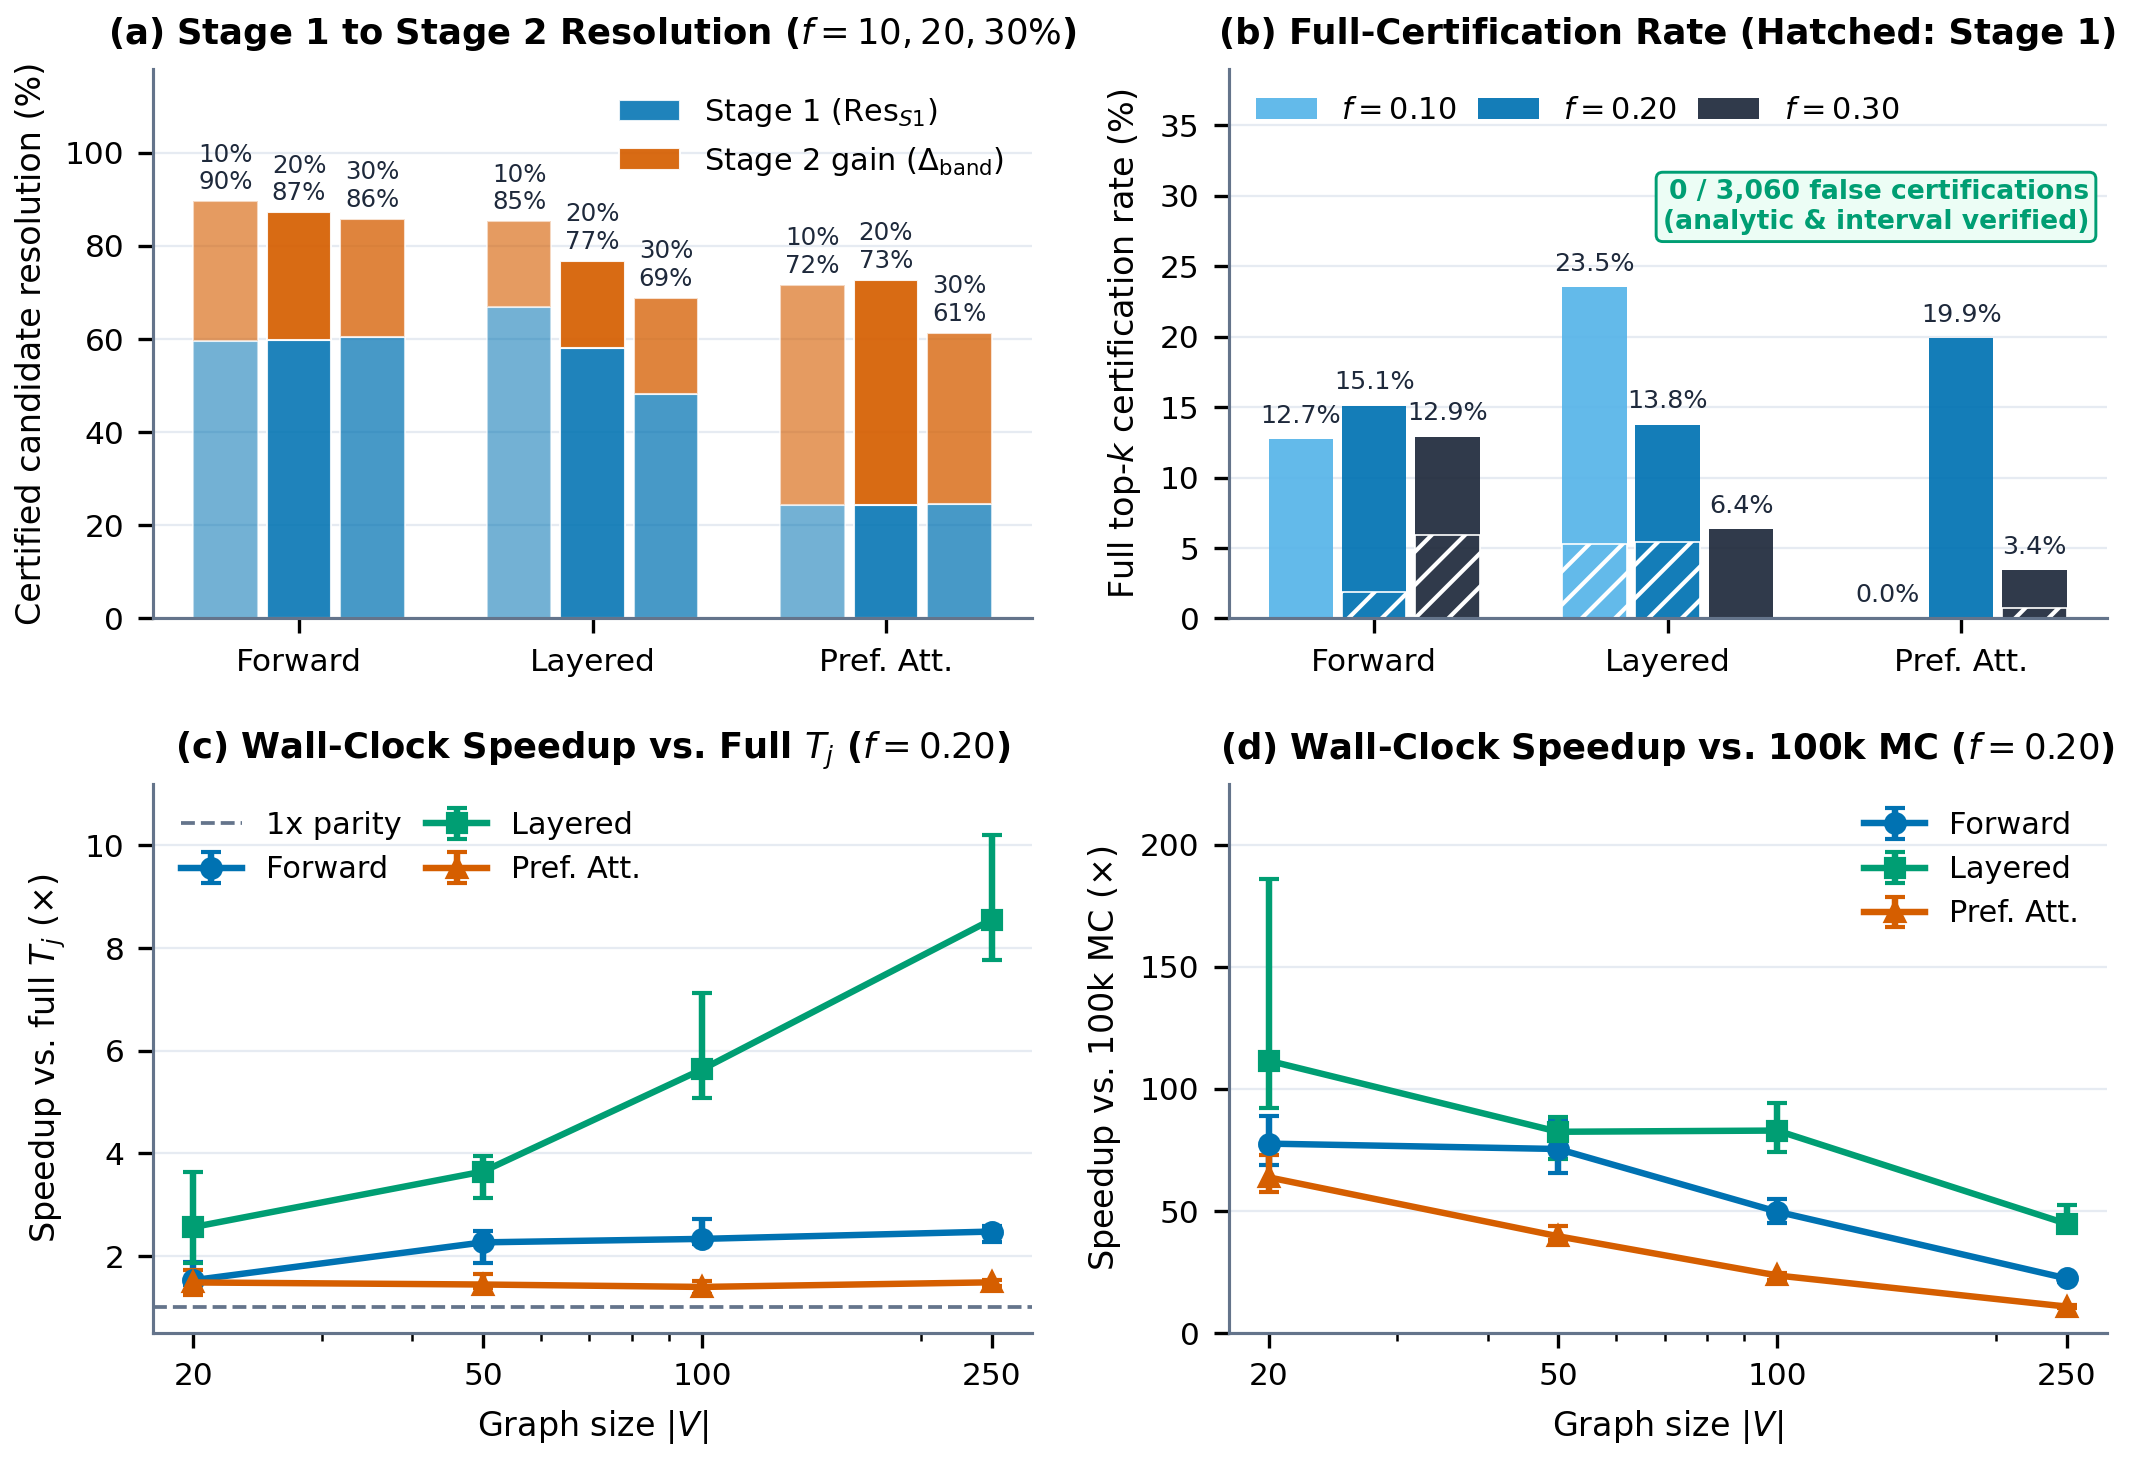 (a) Stage 1 to Stage 2 Resolution (f = 10, 20, 30%)
Certified candidate resolution (%)
100
80
60
40
20
0
Stage 1 (Res_S1)
Stage 2 gain (Δ_band)
10%
90%
20%
87%
30%
86%
10%
85%
20%
77%
30%
69%
10%
72%
20%
73%
30%
61%
Forward
Layered
Pref. Att.
(b) Full-Certification Rate (Hatched: Stage 1)
Full top-k certification rate (%)
35
30
25
20
15
10
5
0
f = 0.10
f = 0.20
f = 0.30
0 / 3,060 false certifications
(analytic & interval verified)
12.7%
15.1%
12.9%
23.5%
13.8%
6.4%
0.0%
19.9%
3.4%
Forward
Layered
Pref. Att.
(c) Wall-Clock Speedup vs. Full T_j (f = 0.20)
Speedup vs. full T_j (×)
10
8
6
4
2
1x parity
Forward
Layered
Pref. Att.
20
50
100
250
Graph size |V|
(d) Wall-Clock Speedup vs. 100k MC (f = 0.20)
Speedup vs. 100k MC (×)
200
150
100
50
0
Forward
Layered
Pref. Att.
20
50
100
250
Graph size |V|